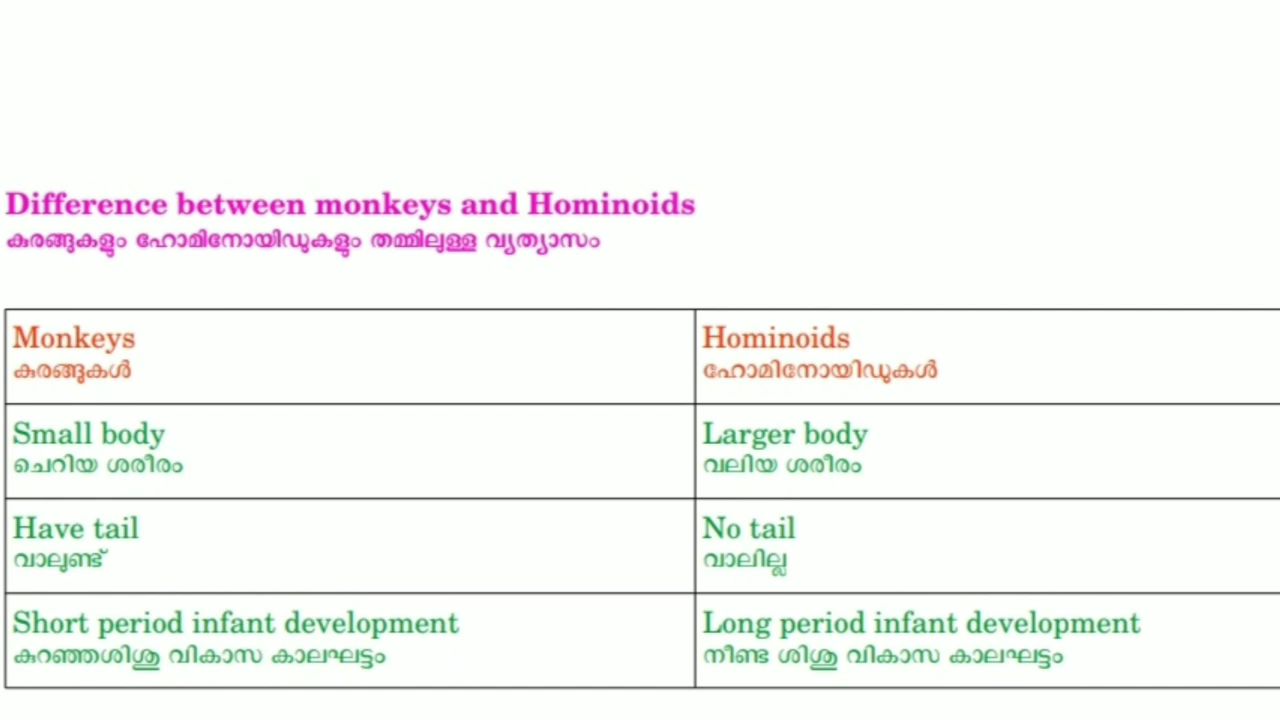 Difference between monkeys and Hominoids
കുരങ്ങുകളും ഹോമിനോയിഡുകളും തമ്മിലുള്ള വ്യത്യാസം
Monkeys
കുരങ്ങുകൾ
Hominoids
ഹോമിനോയിഡുകൾ
Small body
ചെറിയ ശരീരം
Larger body
വലിയ ശരീരം
Have tail
വാലുണ്ട്
No tail
വാലില്ല
Short period infant development
കുറഞ്ഞശിശു വികാസ കാലഘട്ടം
Long period infant development
നീണ്ട ശിശു വികാസ കാലഘട്ടം